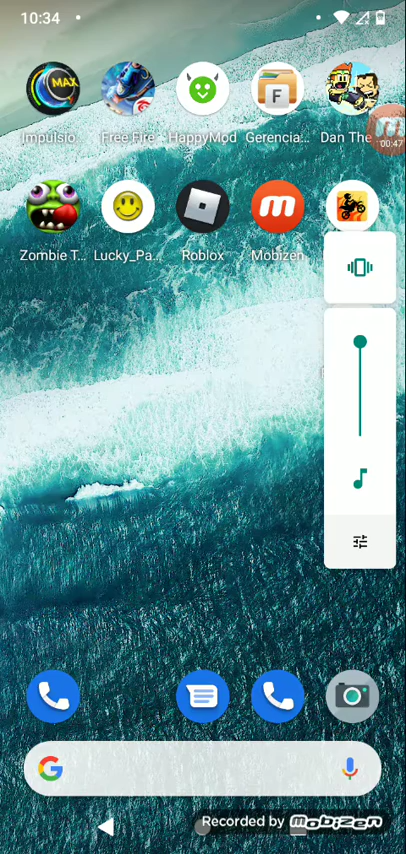 10:34
MAX
F
Impulsio...
Free Fire
HappyMod
Gerencia...
Dan The
00:47
Zombie T...
Lucky_Pa...
Roblox
Mobizen
G
Recorded by Mobizen